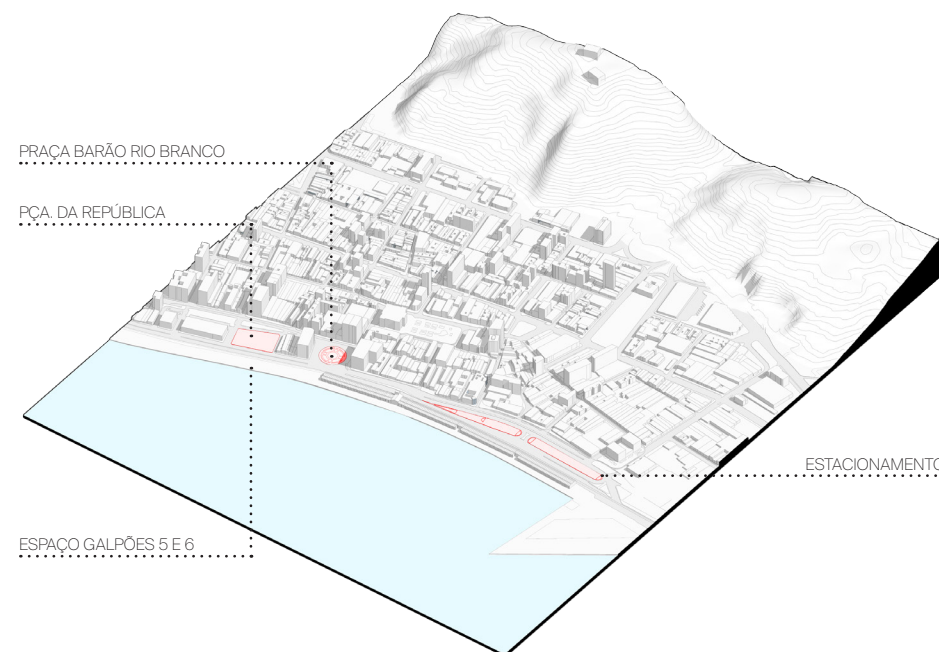 PRAÇA BARÃO RIO BRANCO
PÇA. DA REPÚBLICA
ESTACIONAMENTO
ESPAÇO GALPÕES 5 E 6